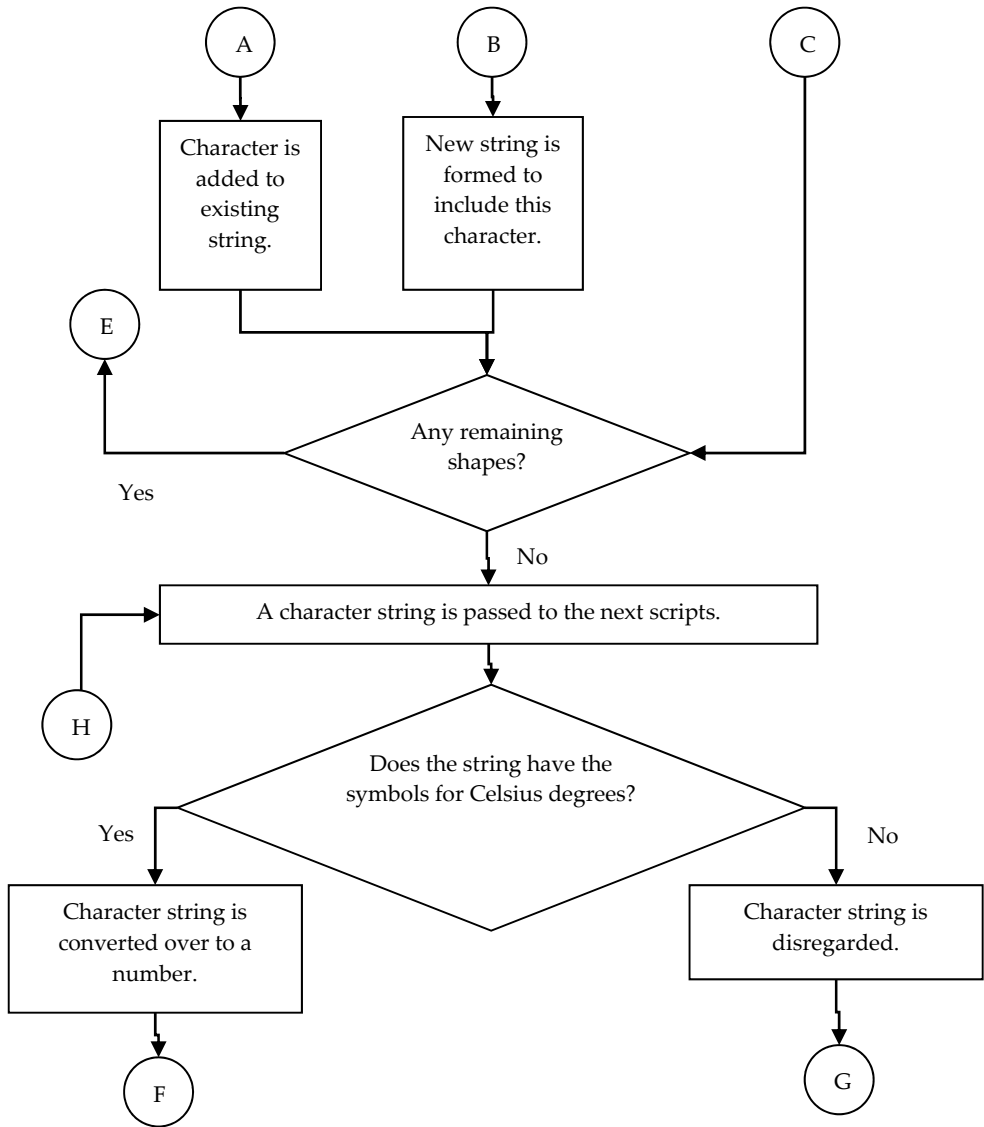 A
B
C
Character is
added to
existing
string.
New string is
formed to
include this
character.
E
Any remaining
shapes?
Yes
No
A character string is passed to the next scripts.
H
Does the string have the
symbols for Celsius degrees?
Yes
No
Character string is
converted over to a
number.
Character string is
disregarded.
F
G